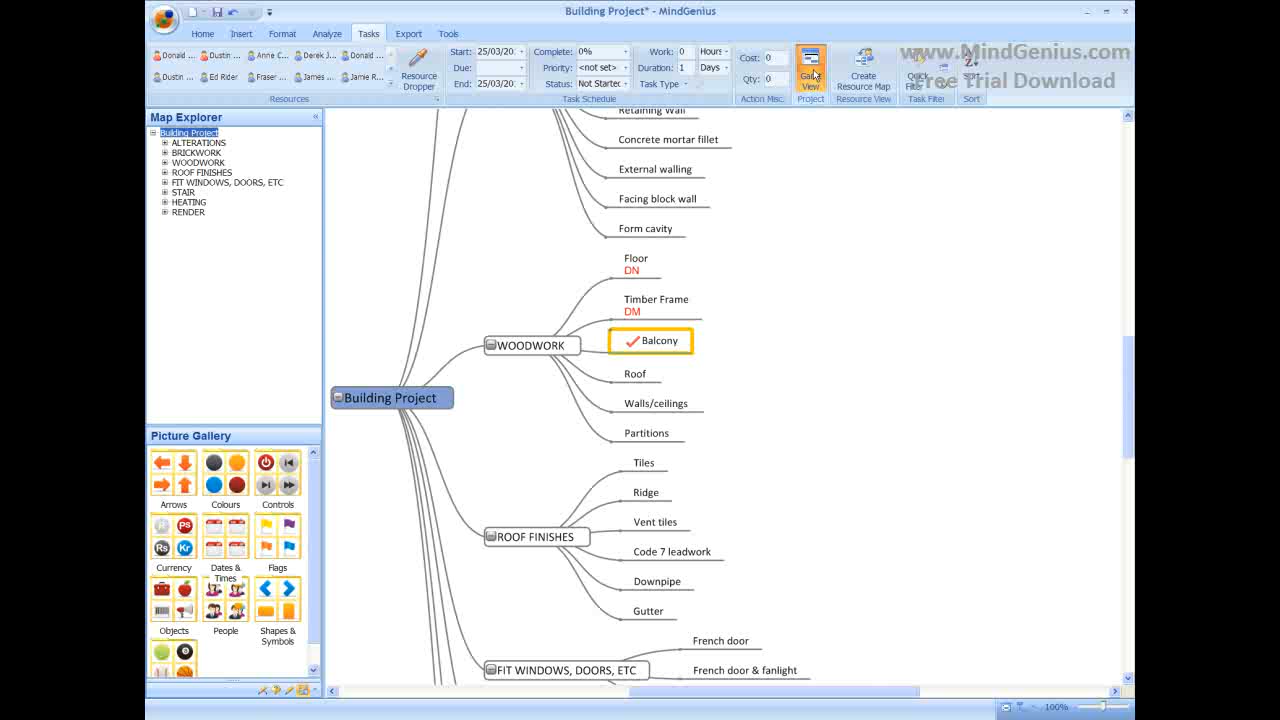 Building Project* - MindGenius
www.MindGenius.com
Free Trial Download
Home Insert Format Analyze Tasks Export Tools
Donald ... Dustin ... Anne C... Derek J... Donald ...
Dustin ... Ed Rider Fraser ... James ... Jamie R...
Resource Dropper
Resources
Start: 25/03/20: Complete: 0% Work: 0 Hours
Due: Priority: <not set> Duration: 1 Days
End: 25/03/20: Status: Not Started Task Type
Task Schedule
Cost: 0
Qty: 0
Action Misc.
View
Project
Create Resource Map
Resource View
Quick Filter
Task Filter
Sort
Sort
Map Explorer
Building Project
ALTERATIONS
BRICKWORK
WOODWORK
ROOF FINISHES
FIT WINDOWS, DOORS, ETC
STAIR
HEATING
RENDER
Picture Gallery
Arrows Colours Controls
Currency Dates & Times Flags
Objects People Shapes & Symbols
Retaining Wall
Concrete mortar fillet
External walling
Facing block wall
Form cavity
Floor
DN
Timber Frame
DM
Balcony
WOODWORK
Roof
Building Project
Walls/ceilings
Partitions
Tiles
Ridge
Vent tiles
ROOF FINISHES
Code 7 leadwork
Downpipe
Gutter
French door
FIT WINDOWS, DOORS, ETC
French door & fanlight
100%